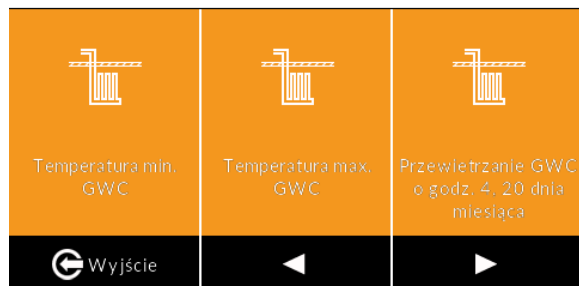 Temperatura min.
GWC
Temperatura max.
GWC
Przewietrzanie GWC
o godz. 4, 20 dnia
miesiąca
Wyjście